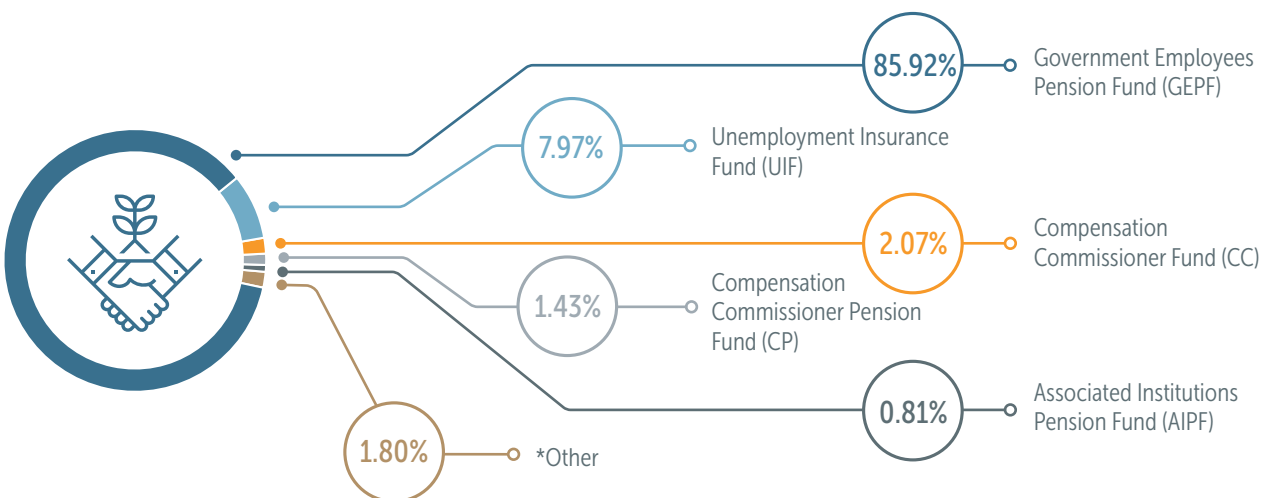 85.92%
Government Employees
Pension Fund (GEPF)
7.97%
Unemployment Insurance
Fund (UIF)
2.07%
Compensation
Commissioner Fund (CC)
1.43%
Compensation
Commissioner Pension
Fund (CP)
0.81%
Associated Institutions
Pension Fund (AIPF)
1.80%
*Other